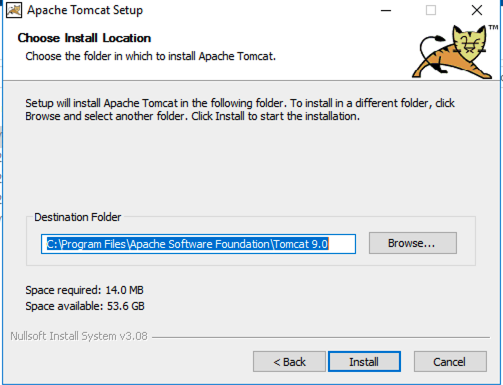 Apache Tomcat Setup
Choose Install Location
Choose the folder in which to install Apache Tomcat.
TM
Setup will install Apache Tomcat in the following folder. To install in a different folder, click
Browse and select another folder. Click Install to start the installation.
Destination Folder
C:\Program Files\Apache Software Foundation\Tomcat 9.0
Browse...
Space required: 14.0 MB
Space available: 53.6 GB
Nullsoft Install System v3.08
< Back
Install
Cancel